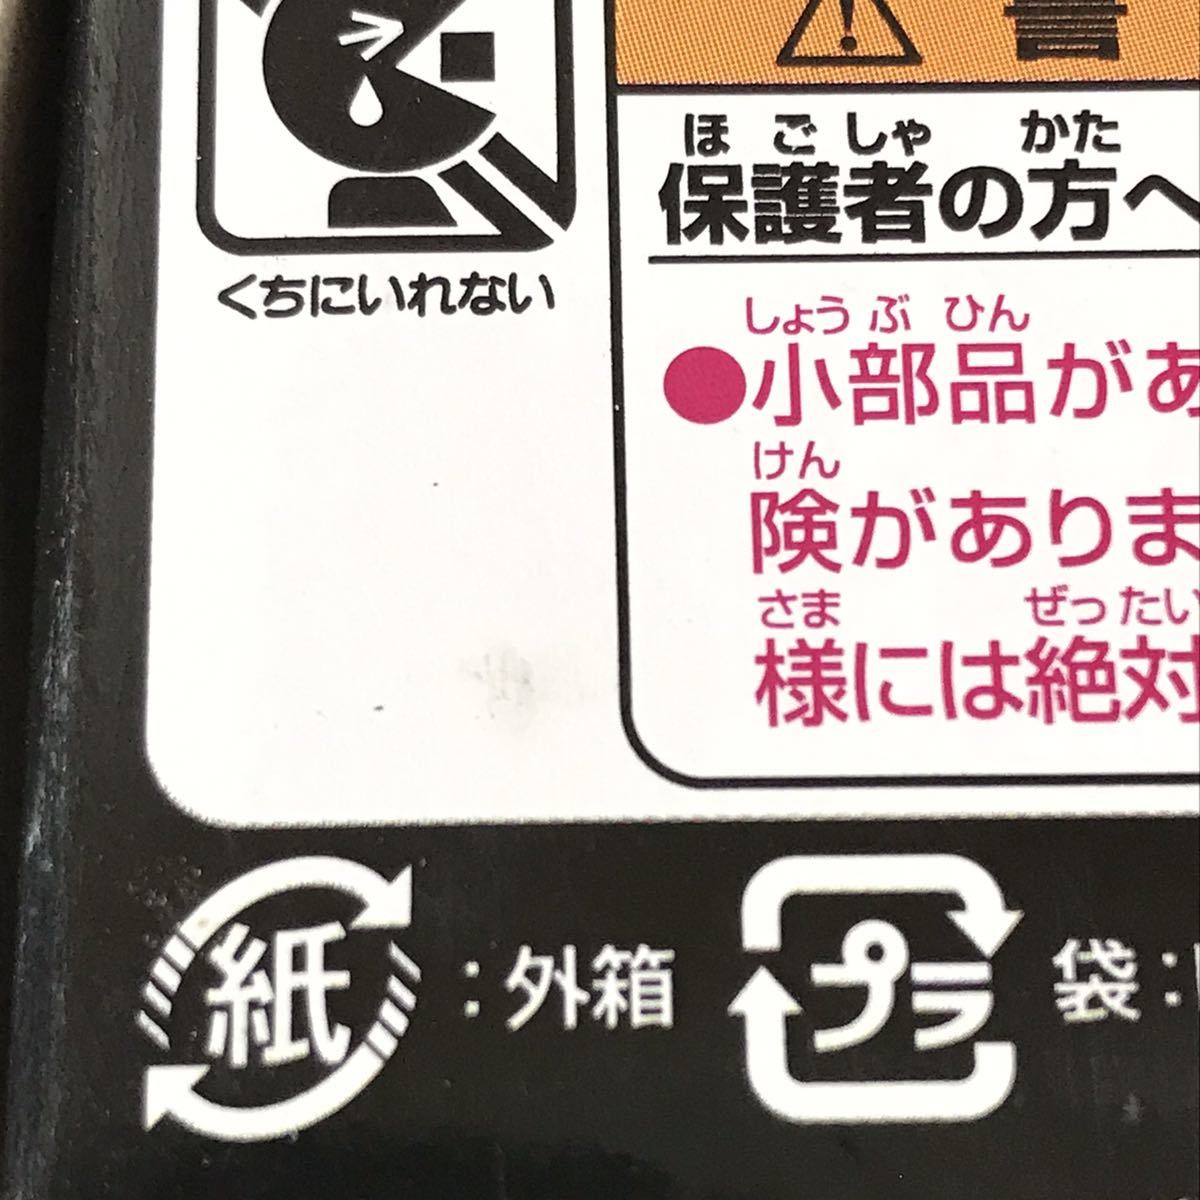 くちにいれない
ほ ご しゃ かた
保護者の方へ
しょう ぶ ひん
●小部品があ
けん
険がありま
さま ぜっ たい
様には絶対
紙 :外箱 プラ 袋: